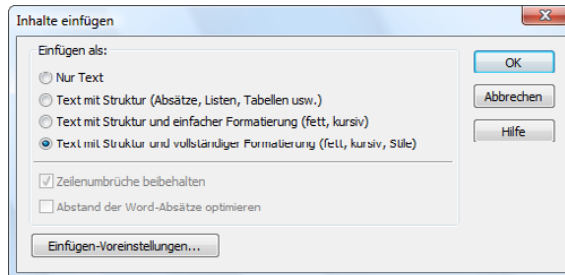 Inhalte einfügen
Einfügen als:
Nur Text
Text mit Struktur (Absätze, Listen, Tabellen usw.)
Text mit Struktur und einfacher Formatierung (fett, kursiv)
Text mit Struktur und vollständiger Formatierung (fett, kursiv, Stile)
Zeilenumbrüche beibehalten
Abstand der Word-Absätze optimieren
Einfügen-Voreinstellungen...
OK
Abbrechen
Hilfe